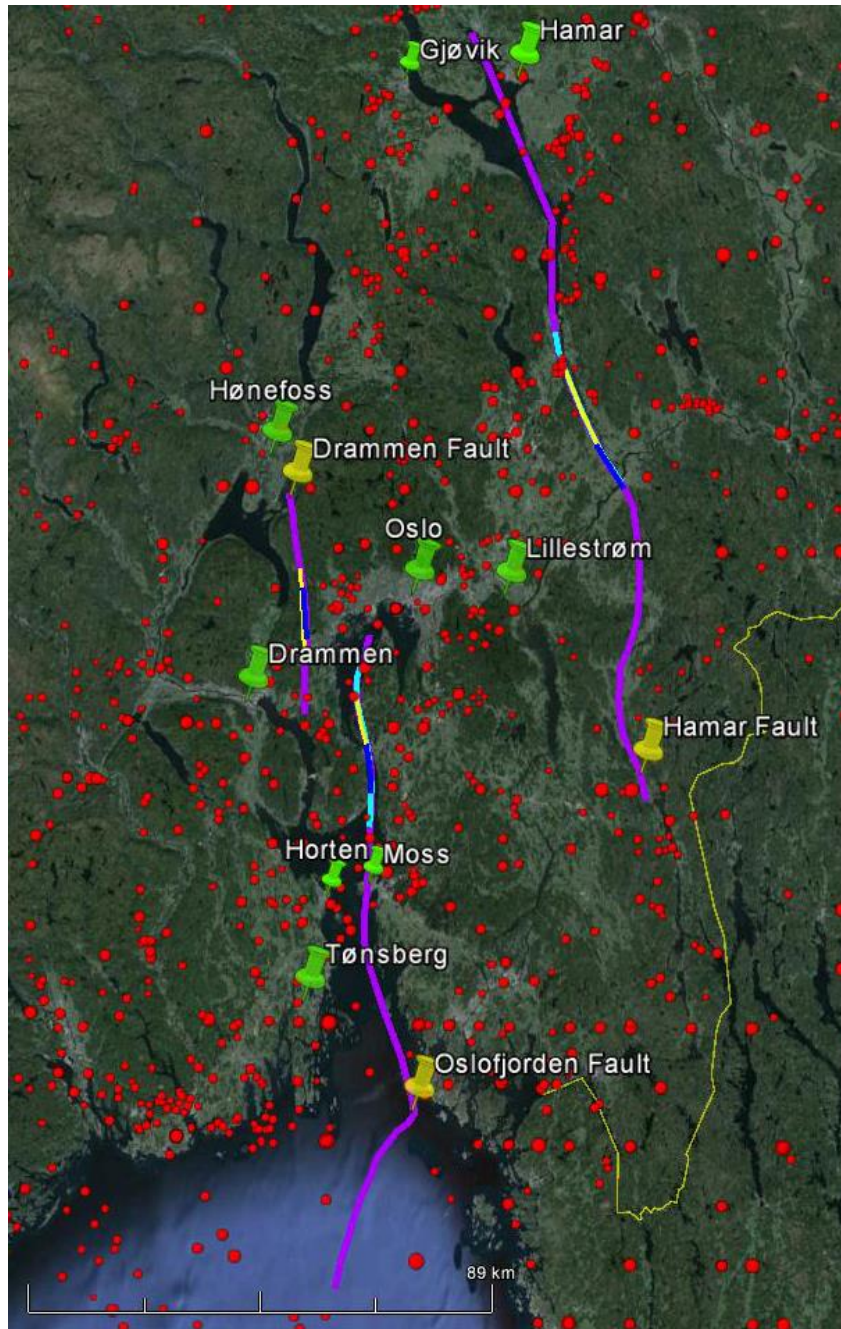 Hamar
Gjøvik
Hønefoss
Drammen Fault
Oslo
Lillestrøm
Drammen
Hamar Fault
Horten
Moss
Tønsberg
Oslofjorden Fault
89 km